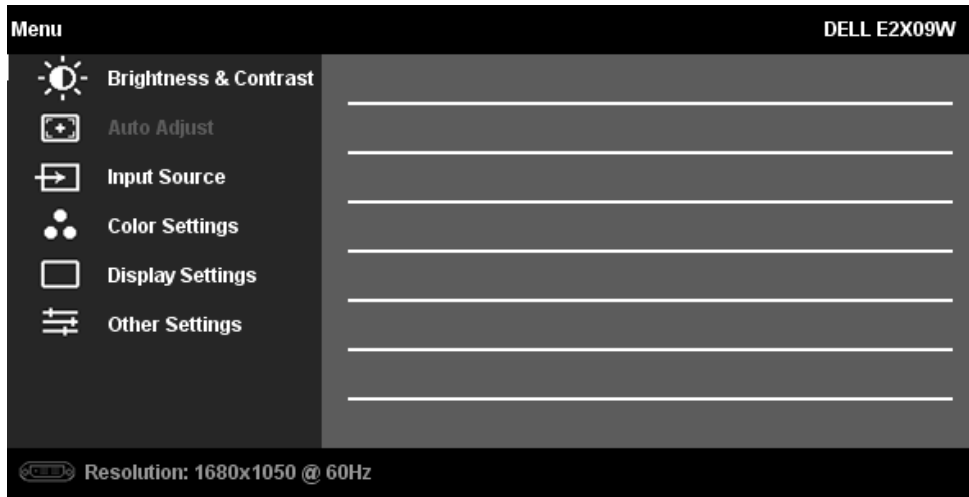 Menu DELL E2X09W
Brightness & Contrast
Auto Adjust
Input Source
Color Settings
Display Settings
Other Settings
Resolution: 1680x1050 @ 60Hz